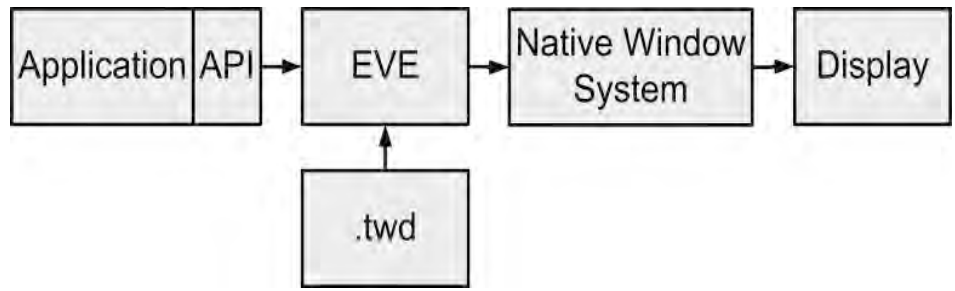 Application
API
EVE
Native Window
System
Display
.twd